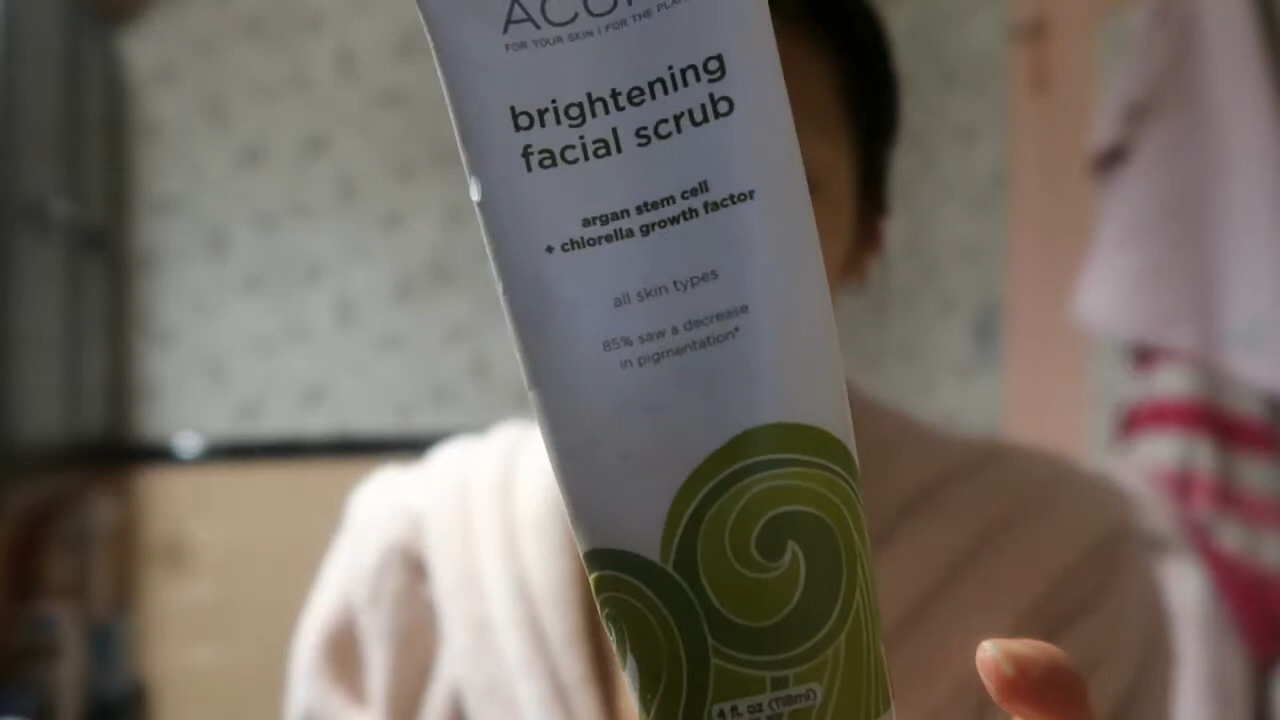 ACU
FOR YOUR SKIN | FOR THE PLA
brightening
facial scrub
argan stem cell
+ chlorella growth factor
all skin types
85% saw a decrease
in pigmentation*
4 fl. oz (118ml)